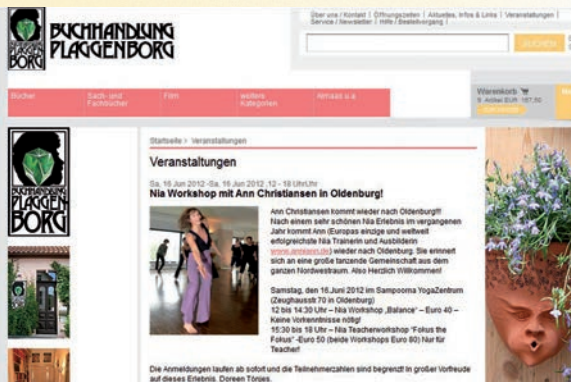 BUCHHANDLUNG
PLAGGENBORG
Über uns / Kontakt | Öffnungszeiten | Aktuelles, Infos & Links | Veranstaltungen |
Service / Newsletter | Hilfe / Bestellvorgang |
SUCHEN
Warenkorb
Bücher
Sach- und
Fachbücher
Film
weitere
Kategorien
Startseite > Veranstaltungen
Veranstaltungen
Sa, 16 Jun 2012 -Sa, 16 Jun 2012 ,12 - 18 UhrUhr
Nia Workshop mit Ann Christiansen in Oldenburg!
Ann Christiansen kommt wieder nach Oldenburg!!!
Nach einem sehr schönen Nia Erlebnis im vergangenen
Jahr kommt Ann (Europas einzige und weltweit
erfolgreichste Nia Trainerin und Ausbilderin
) wieder nach Oldenburg. Sie erinnert
sich an eine große tanzende Gemeinschaft aus dem
ganzen Nordwestraum. Also Herzlich Willkommen!
Samstag, den 16.Juni 2012 im Sampoorna YogaZentrum
(Zeughausstr.70 in Oldenburg)
12 bis 14:30 Uhr – Nia Workshop „Balance“ – Euro 40 –
Keine Vorkenntnisse nötig!
15:30 bis 18 Uhr – Nia Teacherworkshop "Fokus the
Fokus" -Euro 50 (beide Workshops Euro 80) Nur für
Teacher!
Die Anmeldungen laufen ab sofort und die Teilnehmerzahlen sind begrenzt! In großer Vorfreude
auf dieses Erlebnis, Doreen Tönjes.
BUCHHANDLUNG
PLAGGEN
BORG